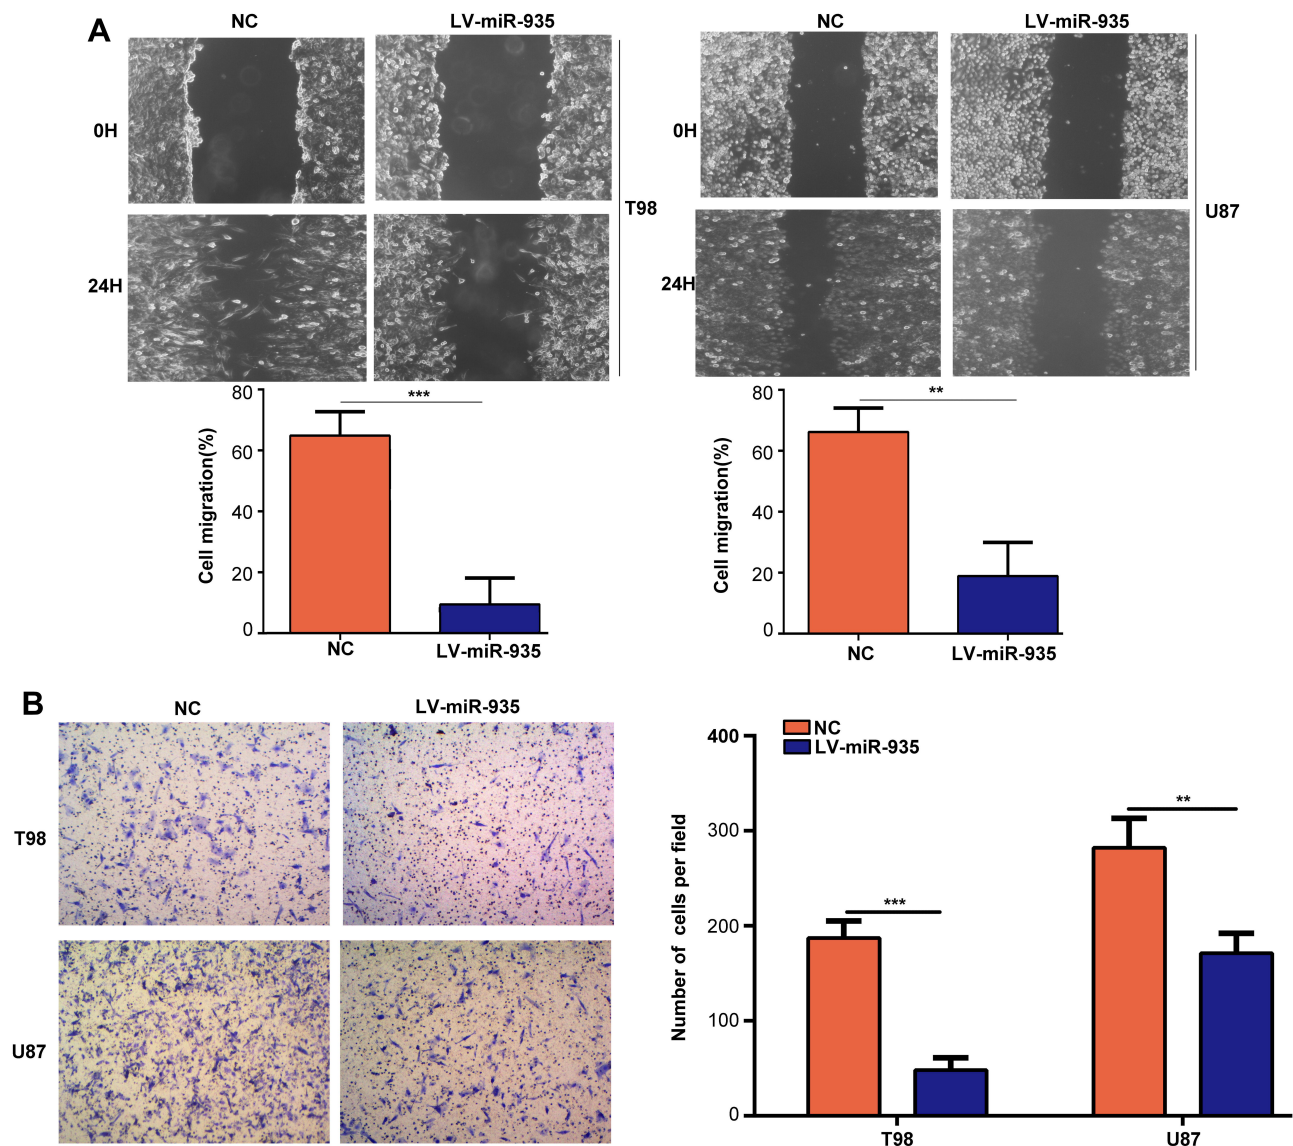 A
NC
LV-miR-935
NC
LV-miR-935
0H
T98
24H
0H
U87
24H
80
60
40
20
0
Cell migration(%)
***
NC
LV-miR-935
80
60
40
20
0
Cell migration(%)
**
NC
LV-miR-935
B
NC
LV-miR-935
T98
U87
NC
LV-miR-935
400
300
200
100
0
Number of cells per field
***
**
T98
U87